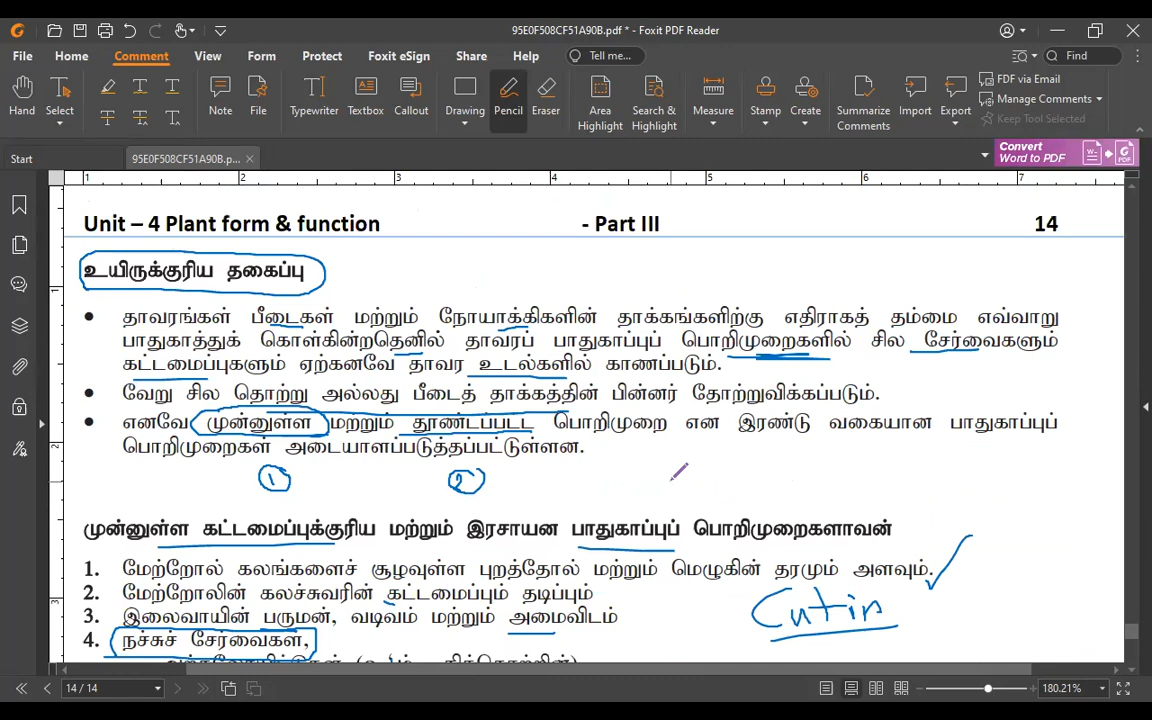 95E0F508CF51A90B.pdf * - Foxit PDF Reader
File Home Comment View Form Protect Foxit eSign Share Help Tell me... Find
Hand Select Note File Typewriter Textbox Callout Drawing Pencil Eraser Area Highlight Search & Highlight Measure Stamp Create Summarize Comments Import Export FDF via Email Manage Comments Keep Tool Selected
Start 95E0F508CF51A90B.p... Convert Word to PDF
1 2 3 4 5 6 7
Unit – 4 Plant form & function - Part III 14
உயிருக்குரிய தகைப்பு
• தாவரங்கள் பீடைகள் மற்றும் நோயாக்கிகளின் தாக்கங்களிற்கு எதிராகத் தம்மை எவ்வாறு
பாதுகாத்துக் கொள்கின்றதெனில் தாவரப் பாதுகாப்புப் பொறிமுறைகளில் சில சேர்வைகளும்
கட்டமைப்புகளும் ஏற்கனவே தாவர உடல்களில் காணப்படும்.
• வேறு சில தொற்று அல்லது பீடைத் தாக்கத்தின் பின்னர் தோற்றுவிக்கப்படும்.
• எனவே முன்னுள்ள மற்றும் தூண்டப்பட்ட பொறிமுறை என இரண்டு வகையான பாதுகாப்புப்
பொறிமுறைகள் அடையாளப்படுத்தப்பட்டுள்ளன.
1 2
முன்னுள்ள கட்டமைப்புக்குரிய மற்றும் இரசாயன பாதுகாப்புப் பொறிமுறைகளாவன்
1. மேற்றோல் கலங்களைச் சூழவுள்ள புறத்தோல் மற்றும் மெழுகின் தரமும் அளவும்.
2. மேற்றோலின் கலச்சுவரின் கட்டமைப்பும் தடிப்பும்
Cutin
3. இலைவாயின் பருமன், வடிவம் மற்றும் அமைவிடம்
4. நச்சுச் சேர்வைகள்,
14 / 14 180.21%